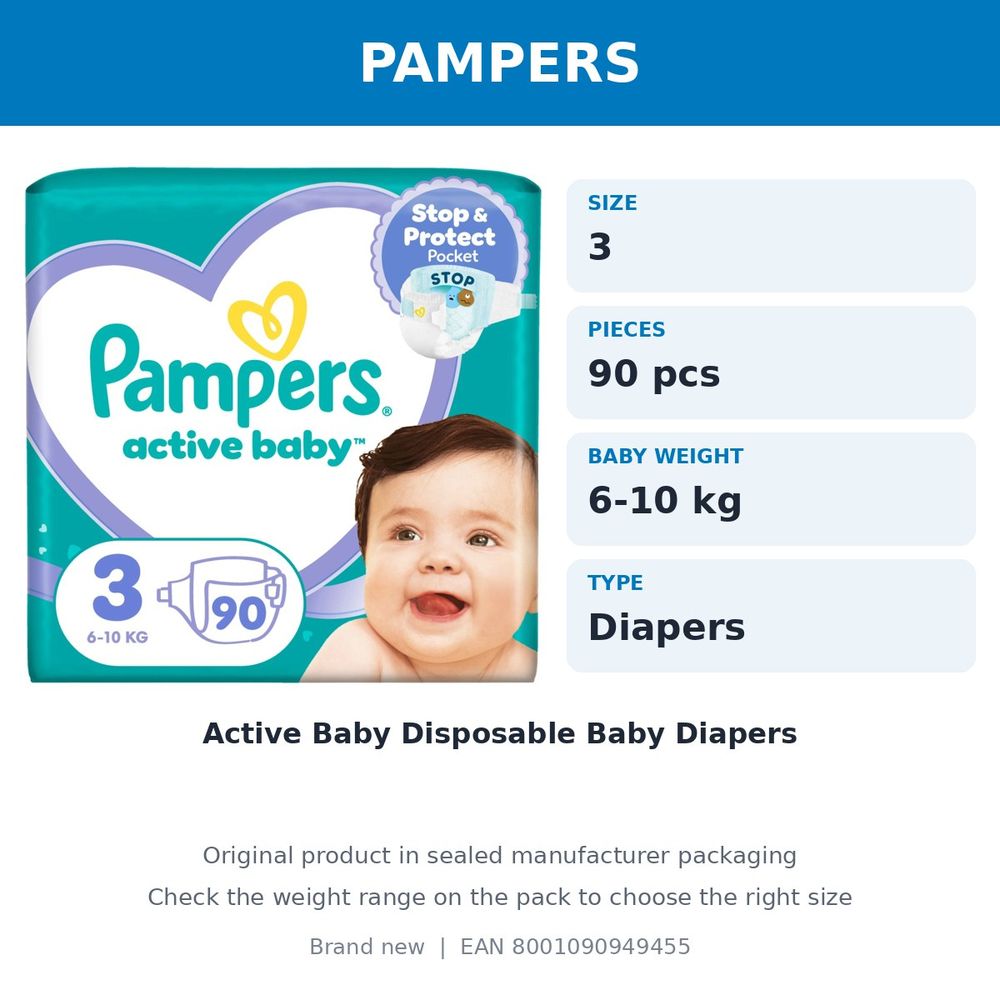 PAMPERS
Stop &
Protect
Pocket
STOP
Pampers®
active baby™
3
6-10 KG
90
SIZE
3
PIECES
90 pcs
BABY WEIGHT
6-10 kg
TYPE
Diapers
Active Baby Disposable Baby Diapers
Original product in sealed manufacturer packaging
Check the weight range on the pack to choose the right size
Brand new | EAN 8001090949455